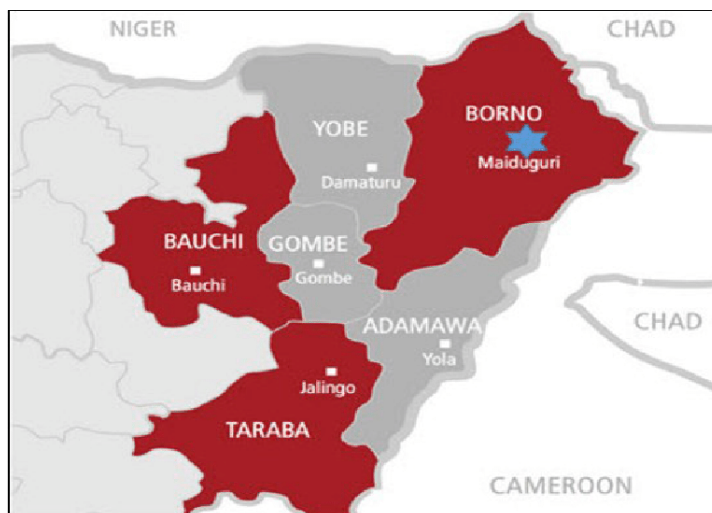 NIGER
CHAD
YOBE
BORNO
Damaturu
Maiduguri
BAUCHI
GOMBE
Bauchi
Gombe
ADAMAWA
CHAD
Yola
Jalingo
TARABA
CAMEROON